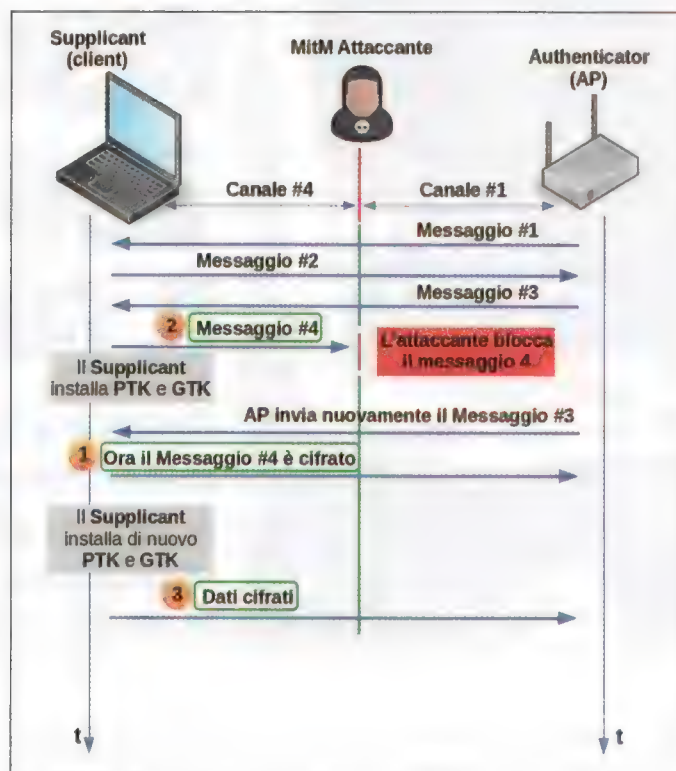 Supplicant
(client)
MitM Attaccante
Authenticator
(AP)
Canale #4
Canale #1
Messaggio #1
Messaggio #2
Messaggio #3
2
Messaggio #4
L'attaccante blocca
il messaggio 4
Il Supplicant
installa PTK e GTK
AP invia nuovamente il Messaggio #3
1
Ora il Messaggio #4 è cifrato
Il Supplicant
installa di nuovo
PTK e GTK
3
Dati cifrati
t
t